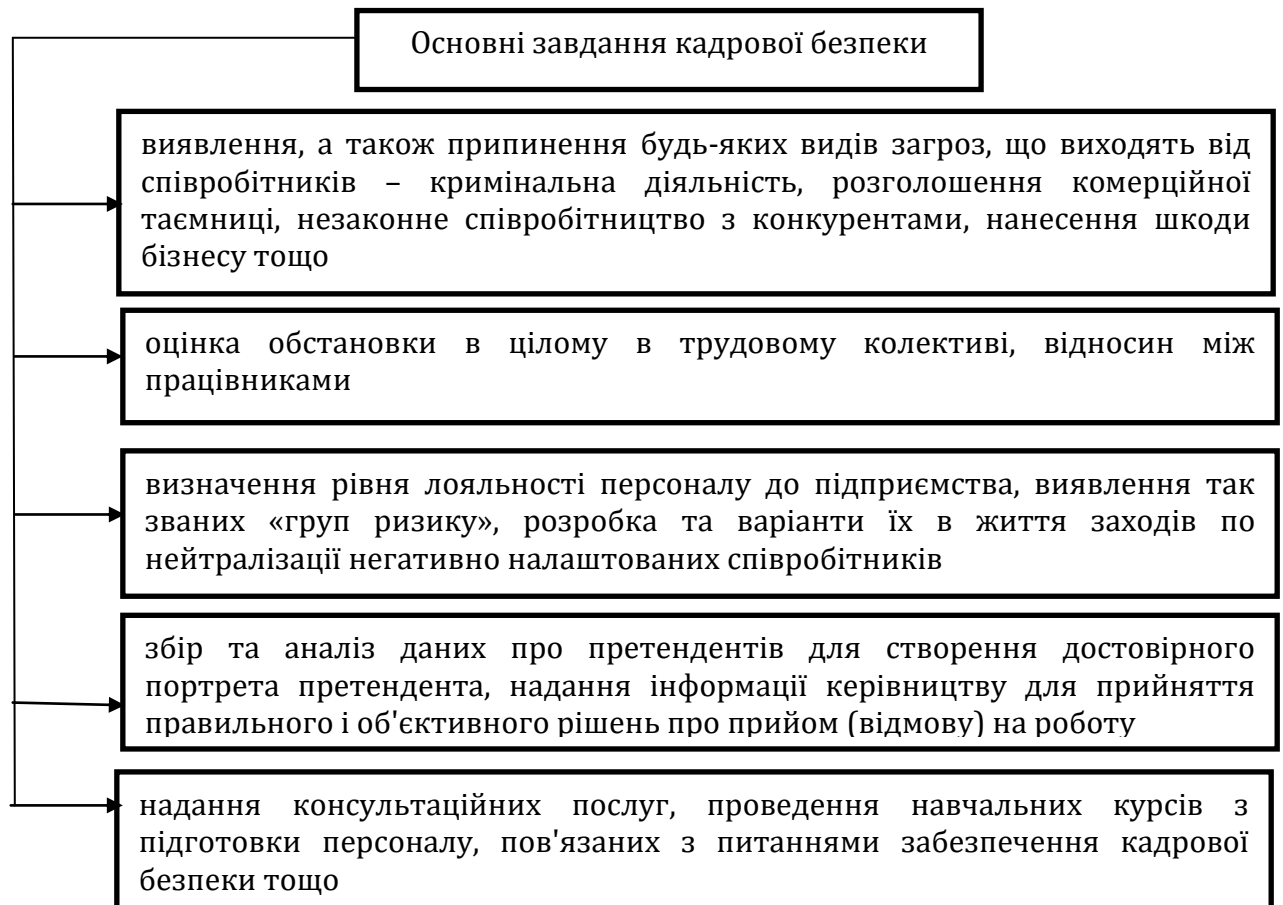 Основні завдання кадрової безпеки
виявлення, а також припинення будь-яких видів загроз, що виходять від
співробітників – кримінальна діяльність, розголошення комерційної
таємниці, незаконне співробітництво з конкурентами, нанесення шкоди
бізнесу тощо
оцінка обстановки в цілому в трудовому колективі, відносин між
працівниками
визначення рівня лояльності персоналу до підприємства, виявлення так
званих «груп ризику», розробка та варіанти їх в життя заходів по
нейтралізації негативно налаштованих співробітників
збір та аналіз даних про претендентів для створення достовірного
портрета претендента, надання інформації керівництву для прийняття
правильного і об'єктивного рішень про прийом (відмову) на роботу
надання консультаційних послуг, проведення навчальних курсів з
підготовки персоналу, пов'язаних з питаннями забезпечення кадрової
безпеки тощо